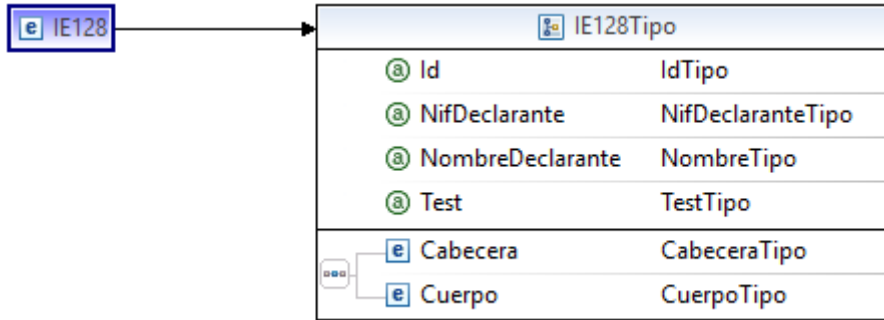 IE128
IE128Tipo
Id IdTipo
NifDeclarante NifDeclaranteTipo
NombreDeclarante NombreTipo
Test TestTipo
Cabecera CabeceraTipo
Cuerpo CuerpoTipo